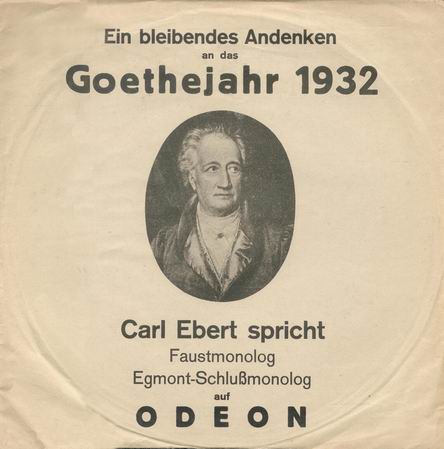 Ein bleibendes Andenken
an das
Goethejahr 1932
Carl Ebert spricht
Faustmonolog
Egmont-Schlußmonolog
auf
ODEON